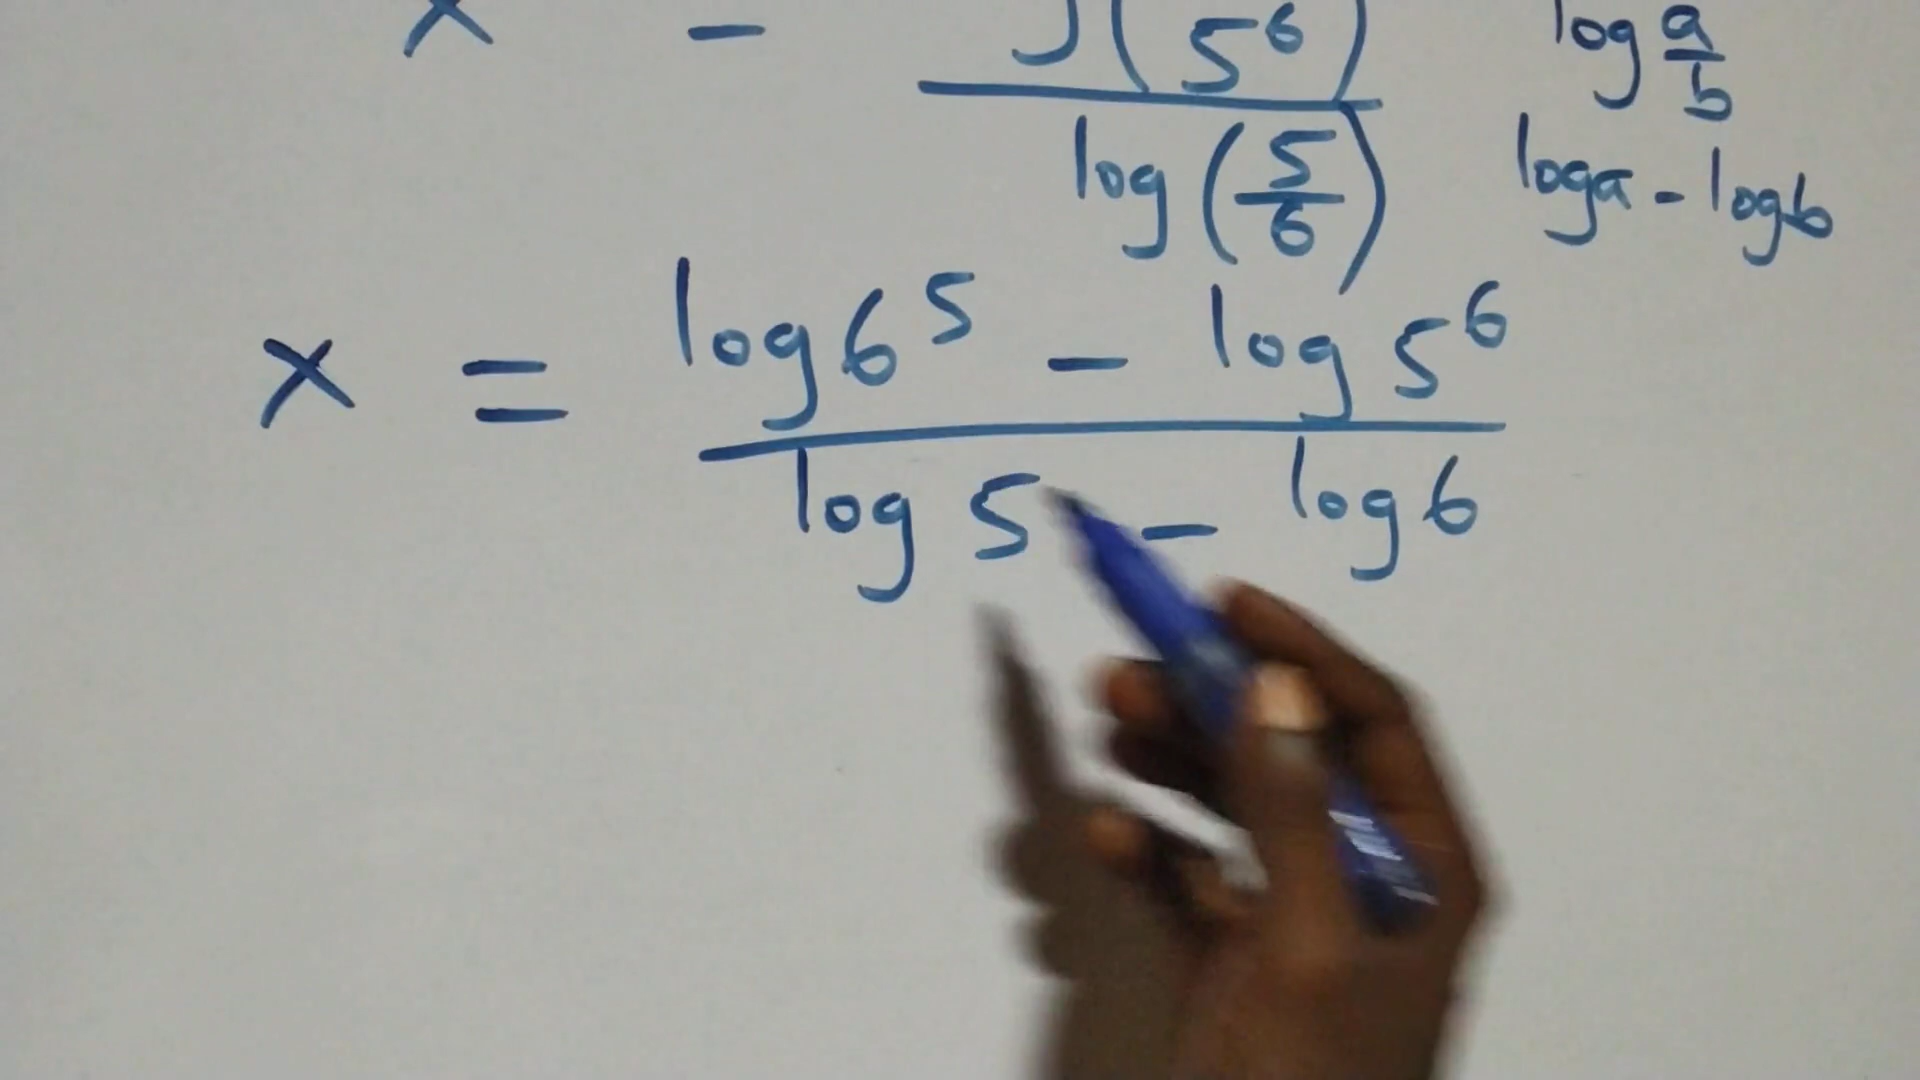 x - (5^6) log a/b
log (5/6) log a - log b
x = log 6^5 - log 5^6
log 5 - log 6